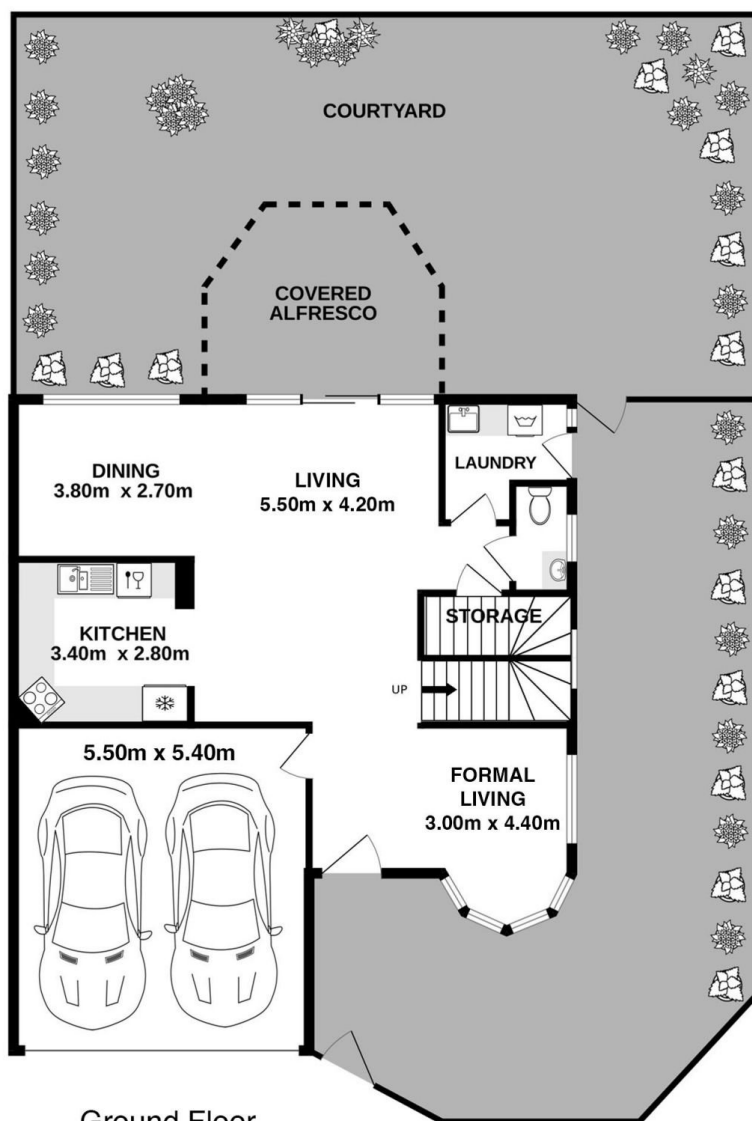 COURTYARD
COVERED
ALFRESCO
DINING
3.80m x 2.70m
LIVING
5.50m x 4.20m
LAUNDRY
STORAGE
KITCHEN
3.40m x 2.80m
UP
5.50m x 5.40m
FORMAL
LIVING
3.00m x 4.40m
Ground Floor